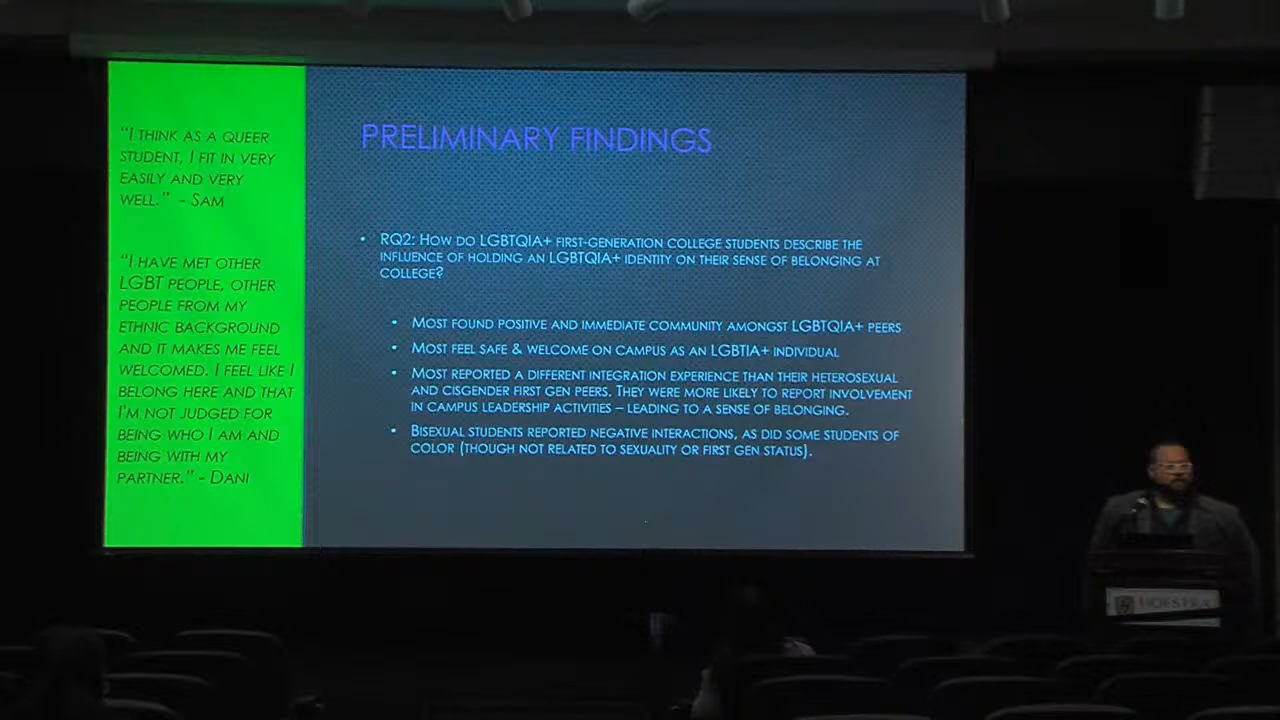 “I THINK AS A QUEER
STUDENT, I FIT IN VERY
EASILY AND VERY
WELL.” - SAM
“I HAVE MET OTHER
LGBT PEOPLE, OTHER
PEOPLE FROM MY
ETHNIC BACKGROUND
AND IT MAKES ME FEEL
WELCOMED. I FEEL LIKE I
BELONG HERE AND THAT
I'M NOT JUDGED FOR
BEING WHO I AM AND
BEING WITH MY
PARTNER.” - DANI
PRELIMINARY FINDINGS
• RQ2: HOW DO LGBTQIA+ FIRST-GENERATION COLLEGE STUDENTS DESCRIBE THE
INFLUENCE OF HOLDING AN LGBTQIA+ IDENTITY ON THEIR SENSE OF BELONGING AT
COLLEGE?
• MOST FOUND POSITIVE AND IMMEDIATE COMMUNITY AMONGST LGBTQIA+ PEERS
• MOST FEEL SAFE & WELCOME ON CAMPUS AS AN LGBTIA+ INDIVIDUAL
• MOST REPORTED A DIFFERENT INTEGRATION EXPERIENCE THAN THEIR HETEROSEXUAL
AND CISGENDER FIRST GEN PEERS. THEY WERE MORE LIKELY TO REPORT INVOLVEMENT
IN CAMPUS LEADERSHIP ACTIVITIES – LEADING TO A SENSE OF BELONGING.
• BISEXUAL STUDENTS REPORTED NEGATIVE INTERACTIONS, AS DID SOME STUDENTS OF
COLOR (THOUGH NOT RELATED TO SEXUALITY OR FIRST GEN STATUS).
HOFSTRA